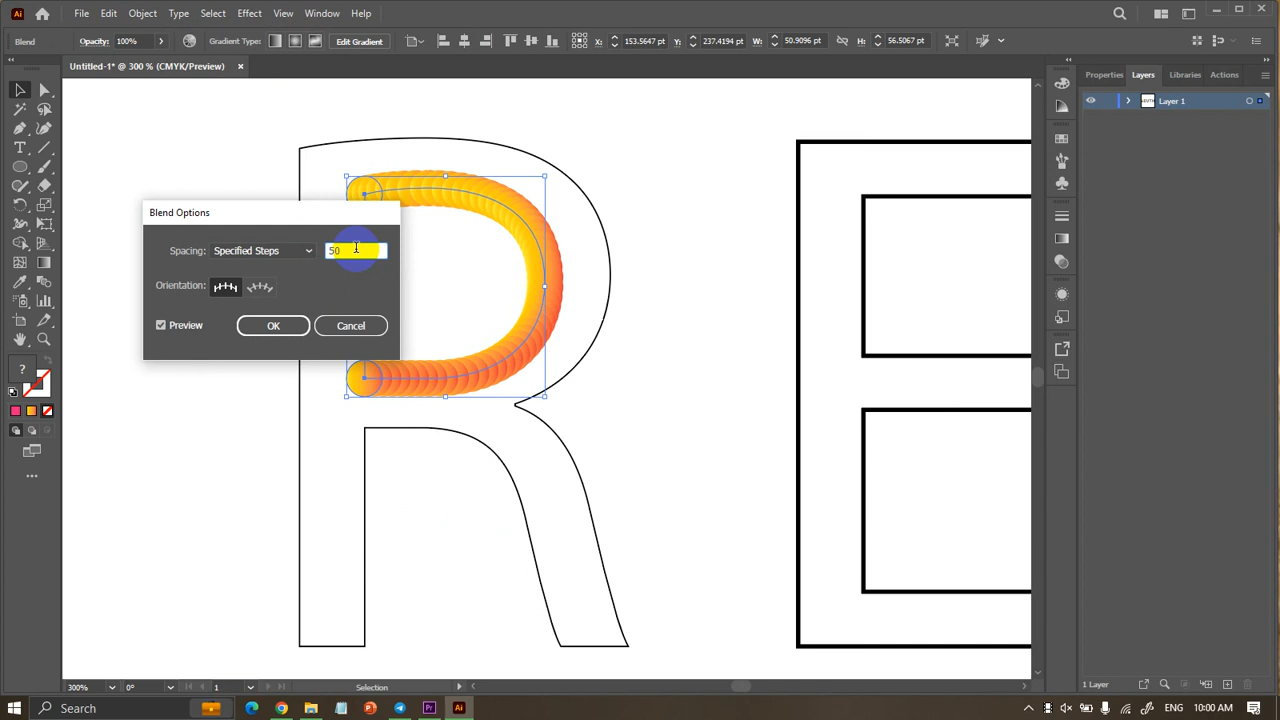 Ai File Edit Object Type Select Effect View Window Help
Blend Opacity: 100% Gradient Types: Edit Gradient X: 153.5647 pt Y: 237.4194 pt W: 50.9096 pt H: 56.5067 pt
Untitled-1* @ 300 % (CMYK/Preview) ×
Properties Layers Libraries Actions
Layer 1
Blend Options
Spacing: Specified Steps 50
Orientation:
Preview OK Cancel
?
R
1 Layer
300% 0° 1 Selection
Search Pr Ai 10:00 AM